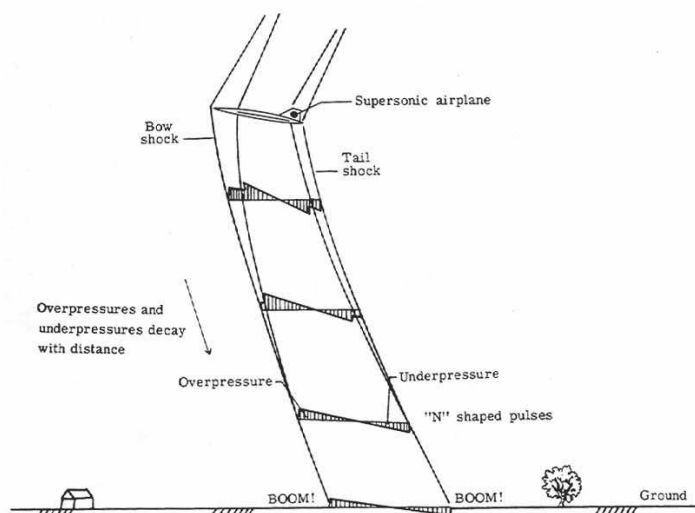 Supersonic airplane
Bow
shock
Tail
shock
Overpressures and
underpressures decay
with distance
Overpressure
Underpressure
"N" shaped pulses
BOOM!
BOOM!
Ground